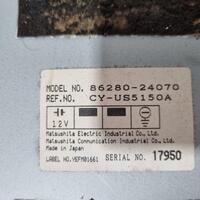 MODEL NO. 86280-24070
REF.NO. CY-US5150A
12V
Matsushita Electric Industrial Co., Ltd.
Matsushita Communication Industrial Co., Ltd.
Made in Japan
LABEL NO.YEFM01661 SERIAL NO. 17950